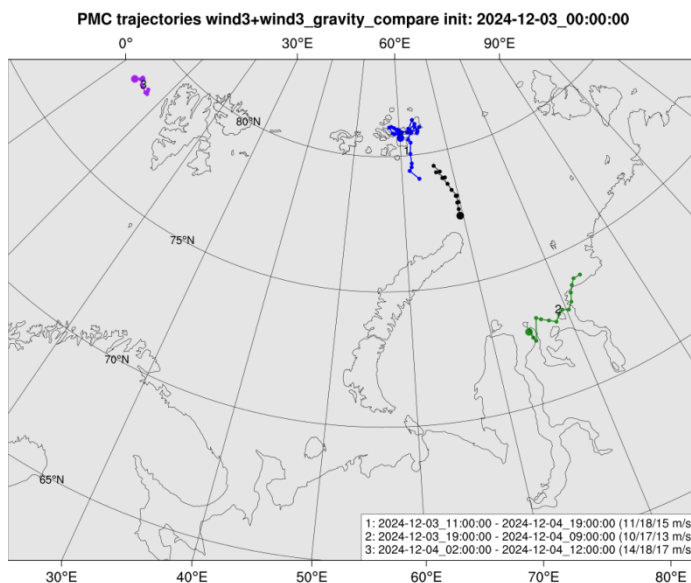 PMC trajectories wind3+wind3_gravity_compare init: 2024-12-03_00:00:00
0° 30°E 60°E 90°E
3
80°N
75°N
2
70°N
65°N
1: 2024-12-03_11:00:00 - 2024-12-04_19:00:00 (11/18/15 m/s
2: 2024-12-03_19:00:00 - 2024-12-04_09:00:00 (10/17/13 m/s
3: 2024-12-04_02:00:00 - 2024-12-04_12:00:00 (14/18/17 m/s
30°E 40°E 50°E 60°E 70°E 80°E